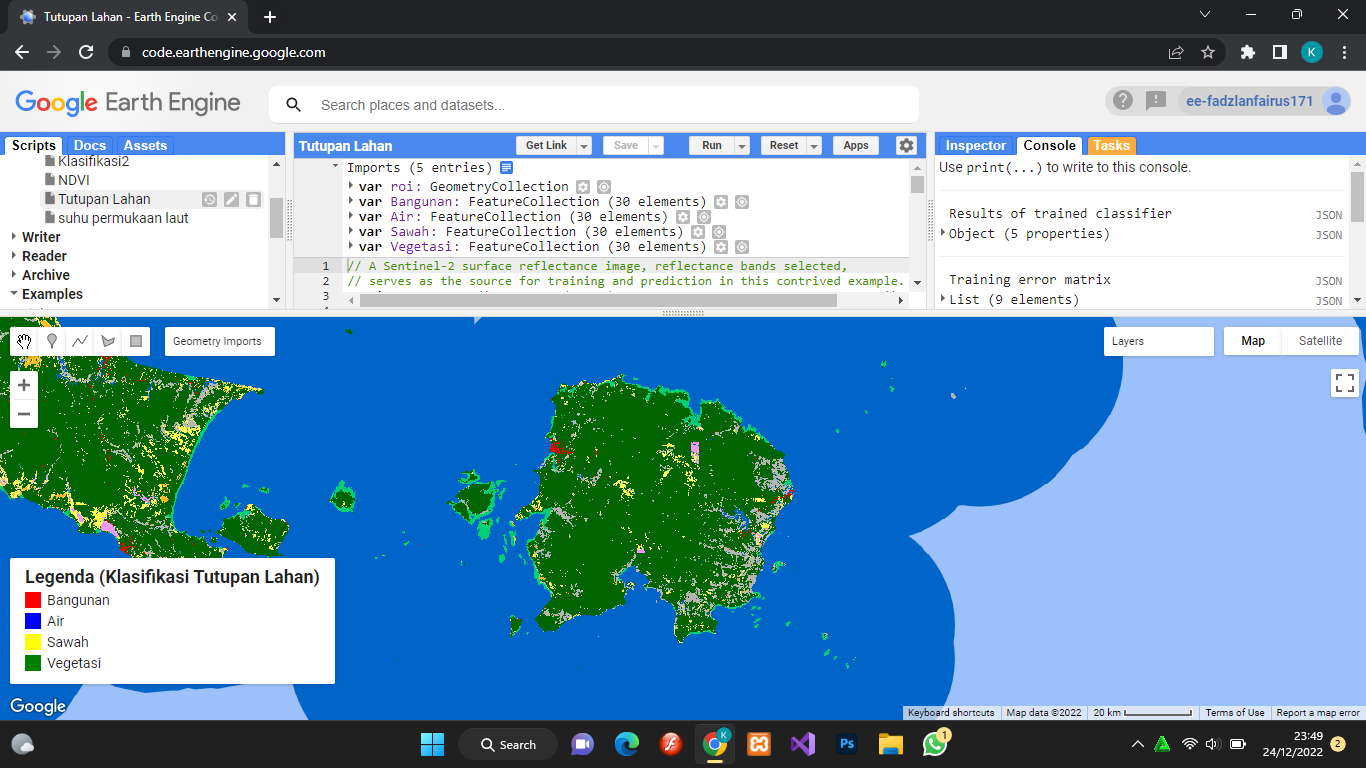 Tutupan Lahan - Earth Engine Co
code.earthengine.google.com
K
Google Earth Engine
Search places and datasets...
ee-fadzlanfairus171
Scripts Docs Assets
Klasifikasi2
NDVI
Tutupan Lahan
suhu permukaan laut
Writer
Reader
Archive
Examples
Tutupan Lahan
Get Link Save Run Reset Apps
Imports (5 entries)
var roi: GeometryCollection
var Bangunan: FeatureCollection (30 elements)
var Air: FeatureCollection (30 elements)
var Sawah: FeatureCollection (30 elements)
var Vegetasi: FeatureCollection (30 elements)
1 // A Sentinel-2 surface reflectance image, reflectance bands selected,
2 // serves as the source for training and prediction in this contrived example.
3
Inspector Console Tasks
Use print(...) to write to this console.
Results of trained classifier JSON
Object (5 properties) JSON
Training error matrix JSON
List (9 elements) JSON
Geometry Imports
Layers
Map Satellite
+
−
Legenda (Klasifikasi Tutupan Lahan)
Bangunan
Air
Sawah
Vegetasi
Google
Keyboard shortcuts Map data ©2022 20 km Terms of Use Report a map error
Search
K
Ps
1
23:49
24/12/2022
2